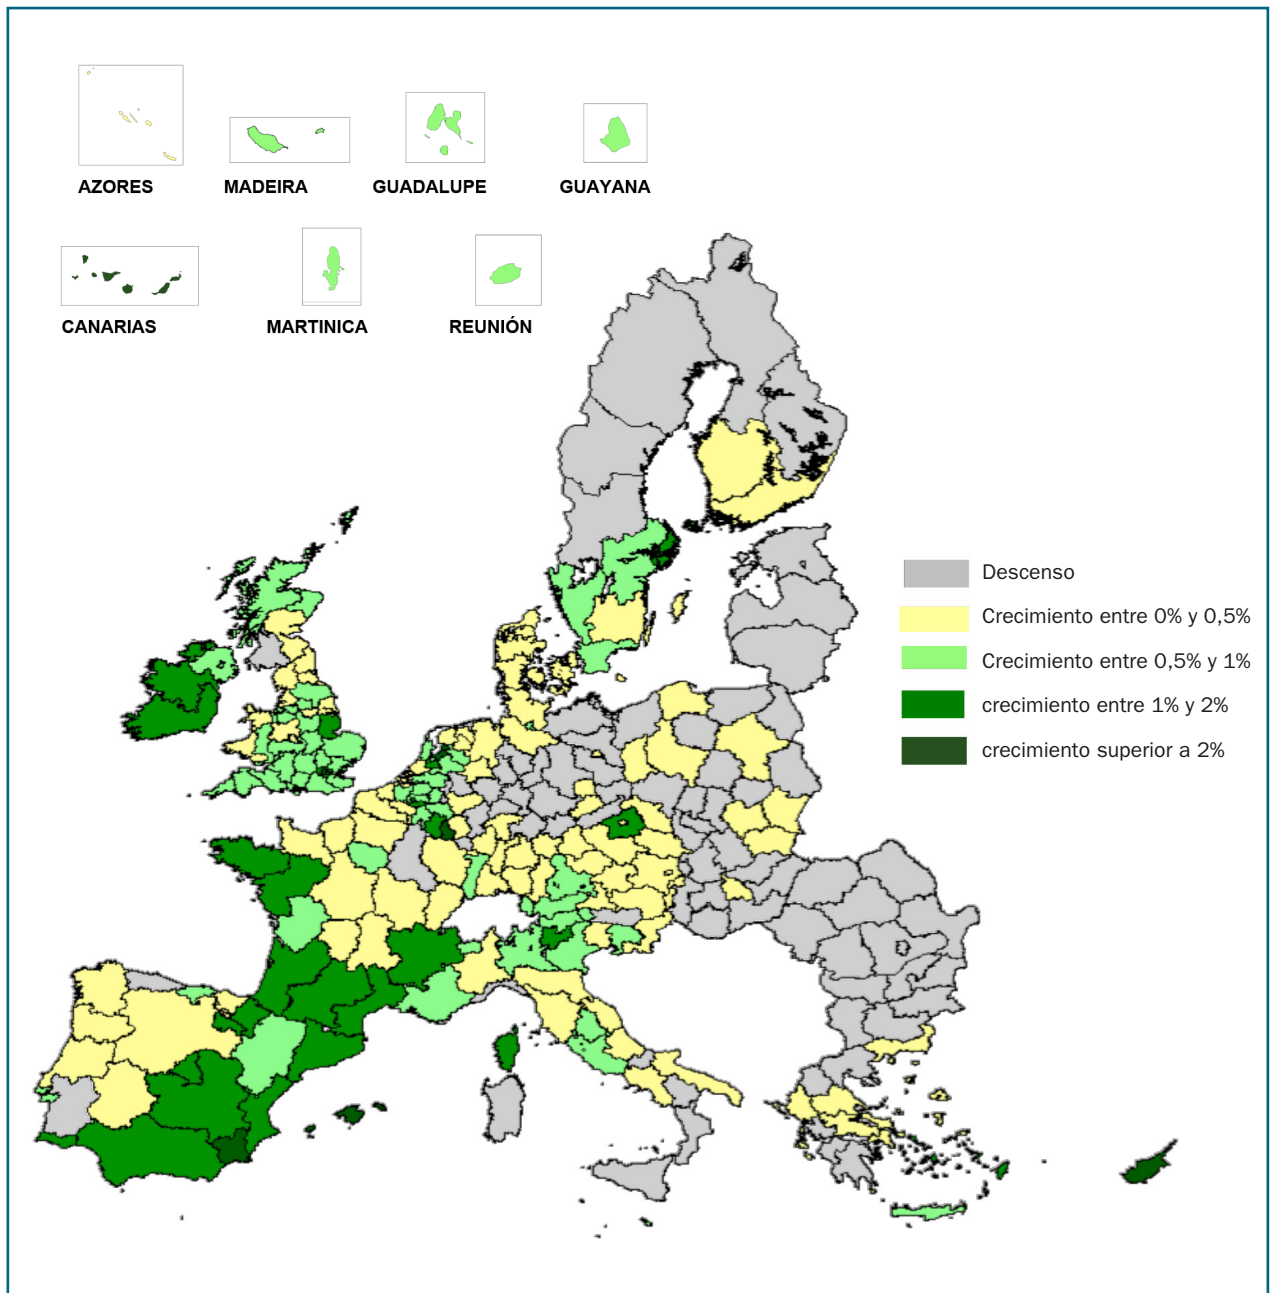 AZORES
MADEIRA
GUADALUPE
GUAYANA
CANARIAS
MARTINICA
REUNIÓN
Descenso
Crecimiento entre 0% y 0,5%
Crecimiento entre 0,5% y 1%
crecimiento entre 1% y 2%
crecimiento superior a 2%